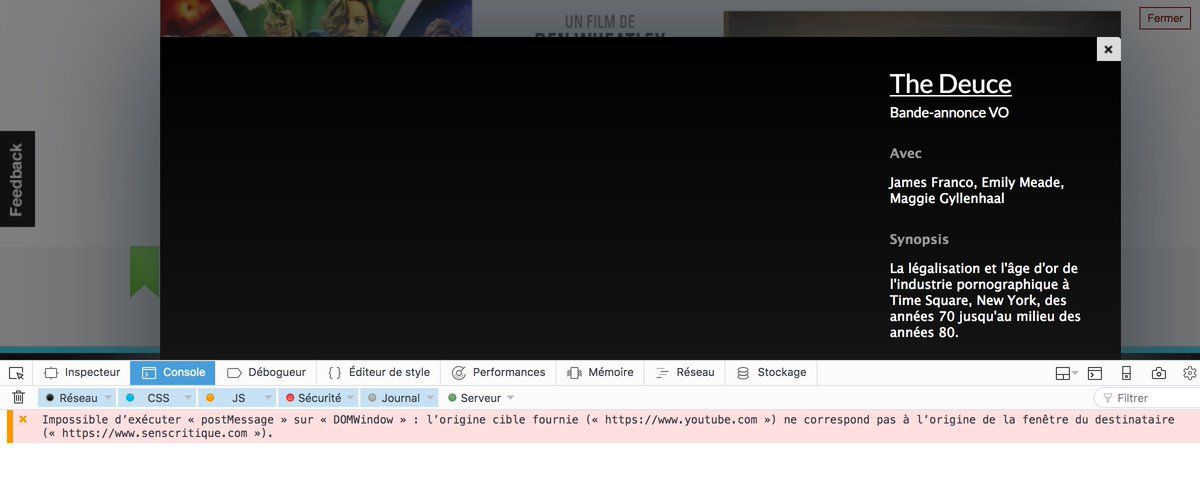 UN FILM DE
BEN WHEATLEY
Fermer
×
Feedback
The Deuce
Bande-annonce VO
Avec
James Franco, Emily Meade,
Maggie Gyllenhaal
Synopsis
La légalisation et l'âge d'or de
l'industrie pornographique à
Time Square, New York, des
années 70 jusqu'au milieu des
années 80.
Inspecteur Console Débogueur {} Éditeur de style Performances Mémoire Réseau Stockage
Réseau CSS JS Sécurité Journal Serveur Filtrer
Impossible d’exécuter « postMessage » sur « DOMWindow » : l’origine cible fournie (« https://www.youtube.com ») ne correspond pas à l’origine de la fenêtre du destinataire
(« https://www.senscritique.com »).